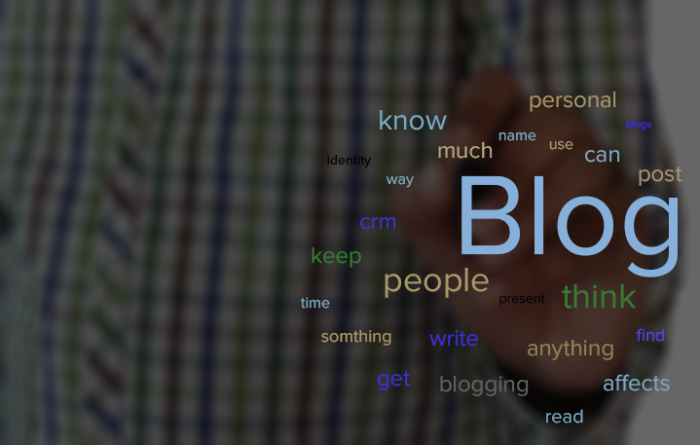 personal
know
blogs
name
use
much
can
identity
post
way
Blog
crm
keep
people
think
present
time
somthing
write
find
anything
get
blogging
affects
read